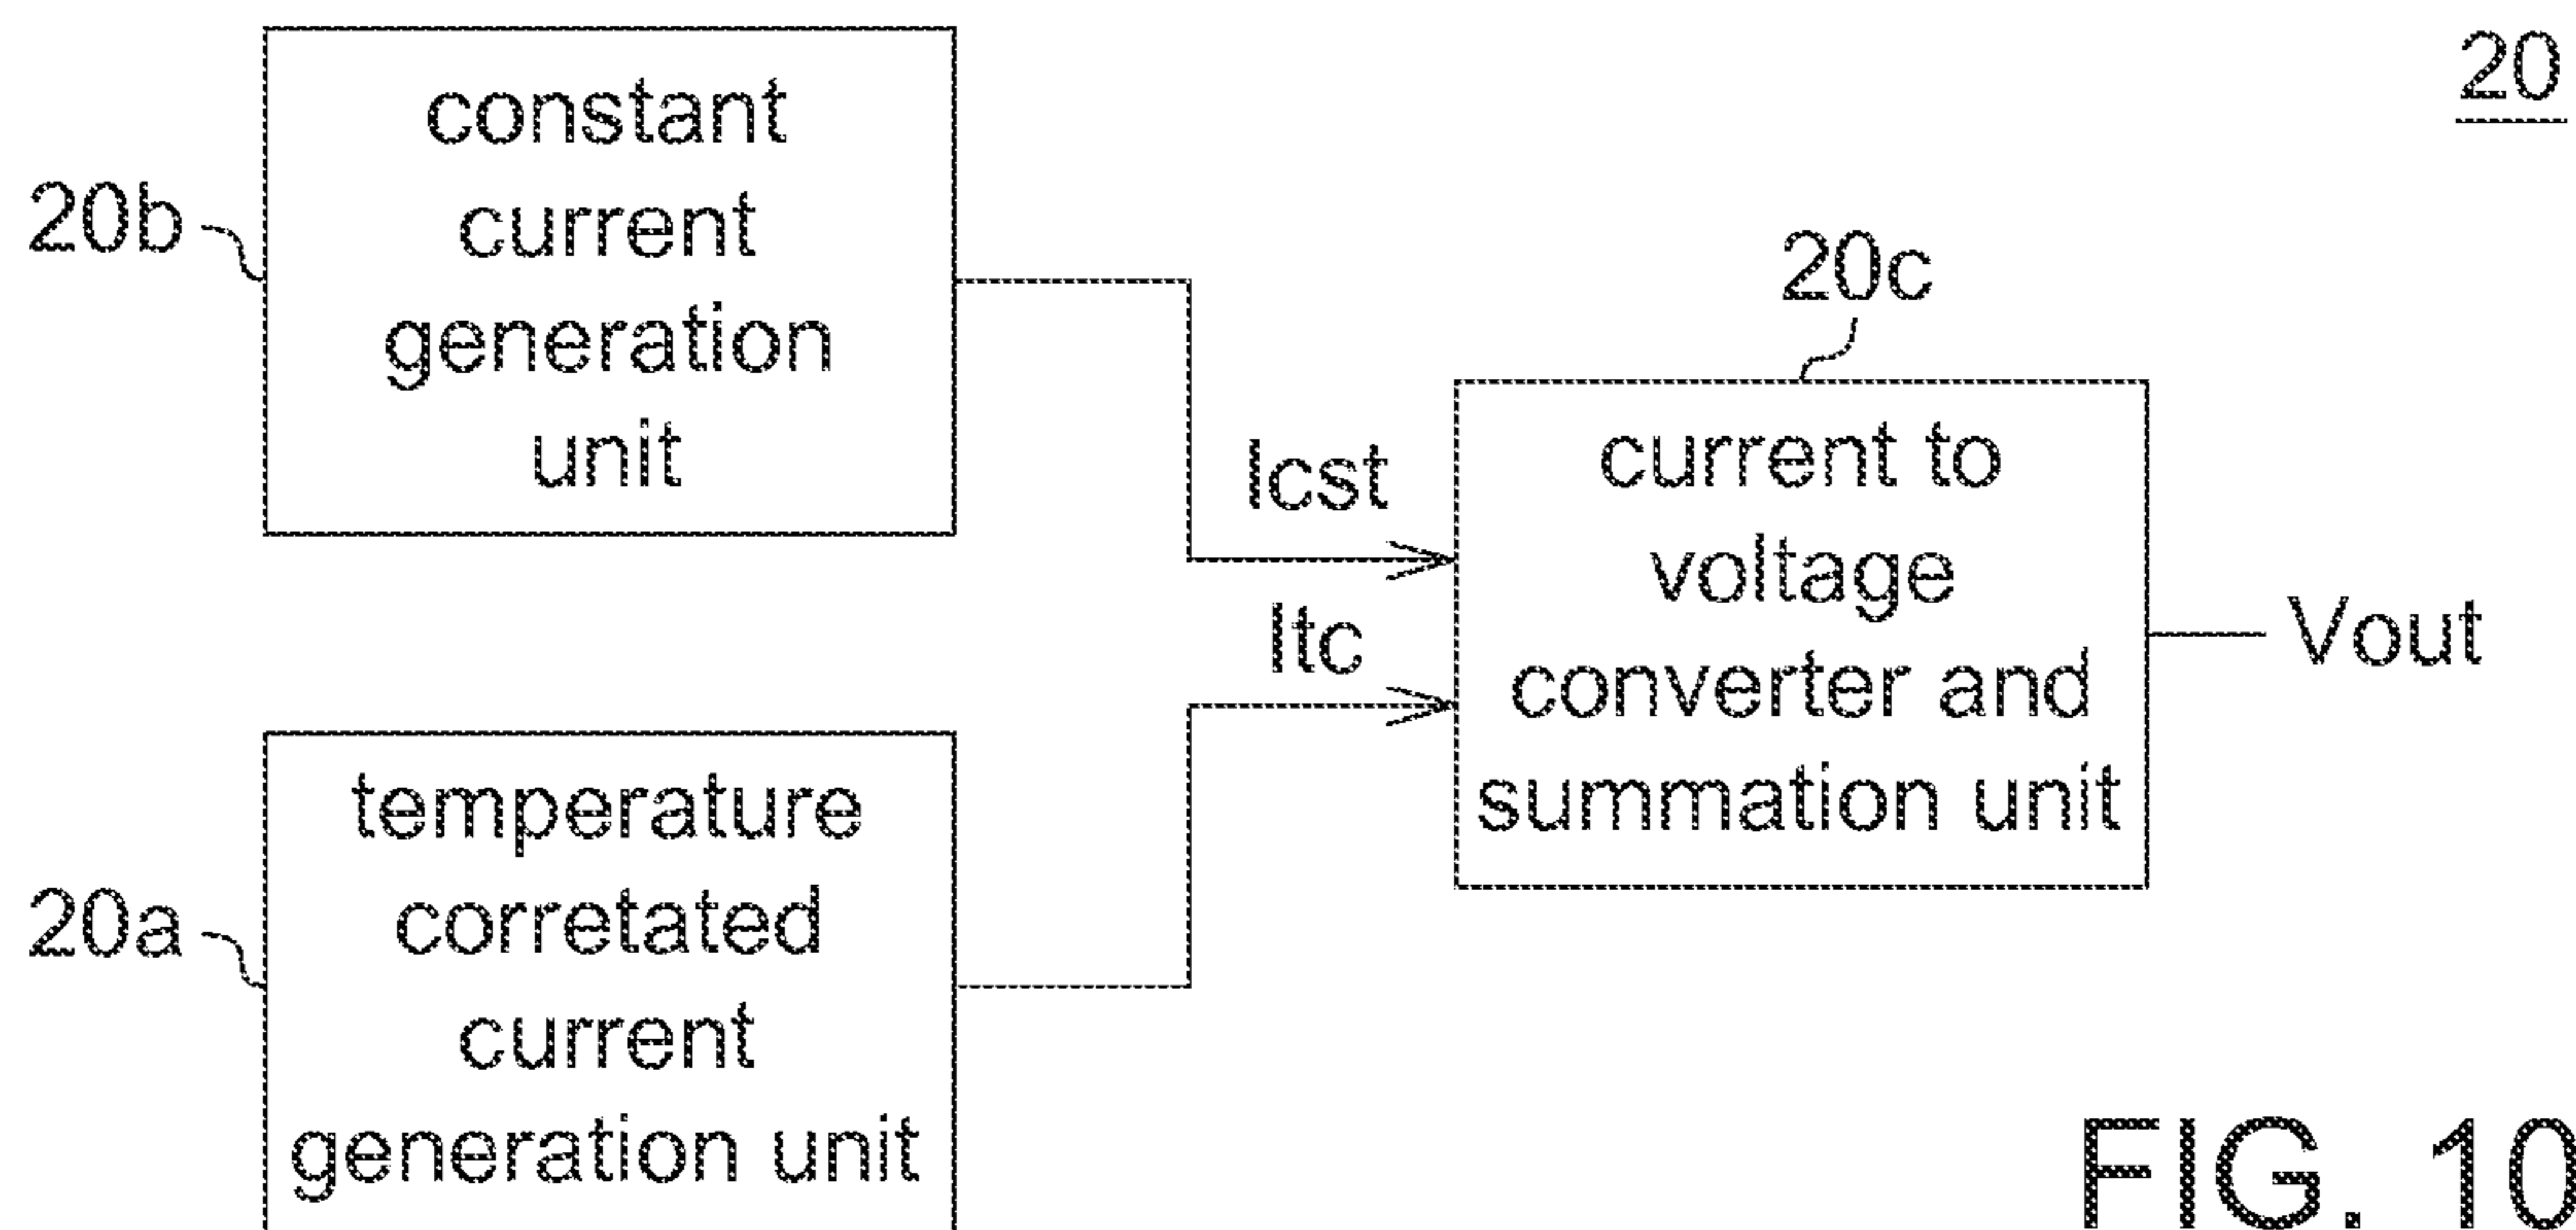 20
constant
current
generation
unit
20b
20c
Icst
current to
voltage
converter and
summation unit
Vout
Itc
temperature
corretated
current
generation unit
20a
FIG. 10